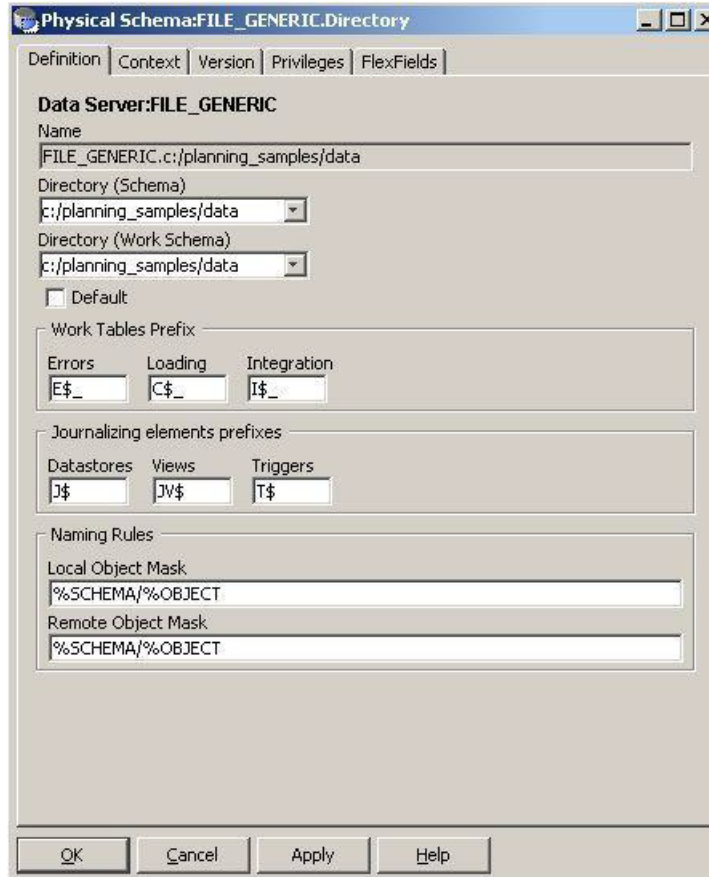 Physical Schema:FILE_GENERIC.Directory
Definition Context Version Privileges FlexFields
Data Server:FILE_GENERIC
Name
FILE_GENERIC.c:/planning_samples/data
Directory (Schema)
c:/planning_samples/data
Directory (Work Schema)
c:/planning_samples/data
Default
Work Tables Prefix
Errors Loading Integration
E$_ C$_ I$_
Journalizing elements prefixes
Datastores Views Triggers
J$ JV$ T$
Naming Rules
Local Object Mask
%SCHEMA/%OBJECT
Remote Object Mask
%SCHEMA/%OBJECT
OK Cancel Apply Help